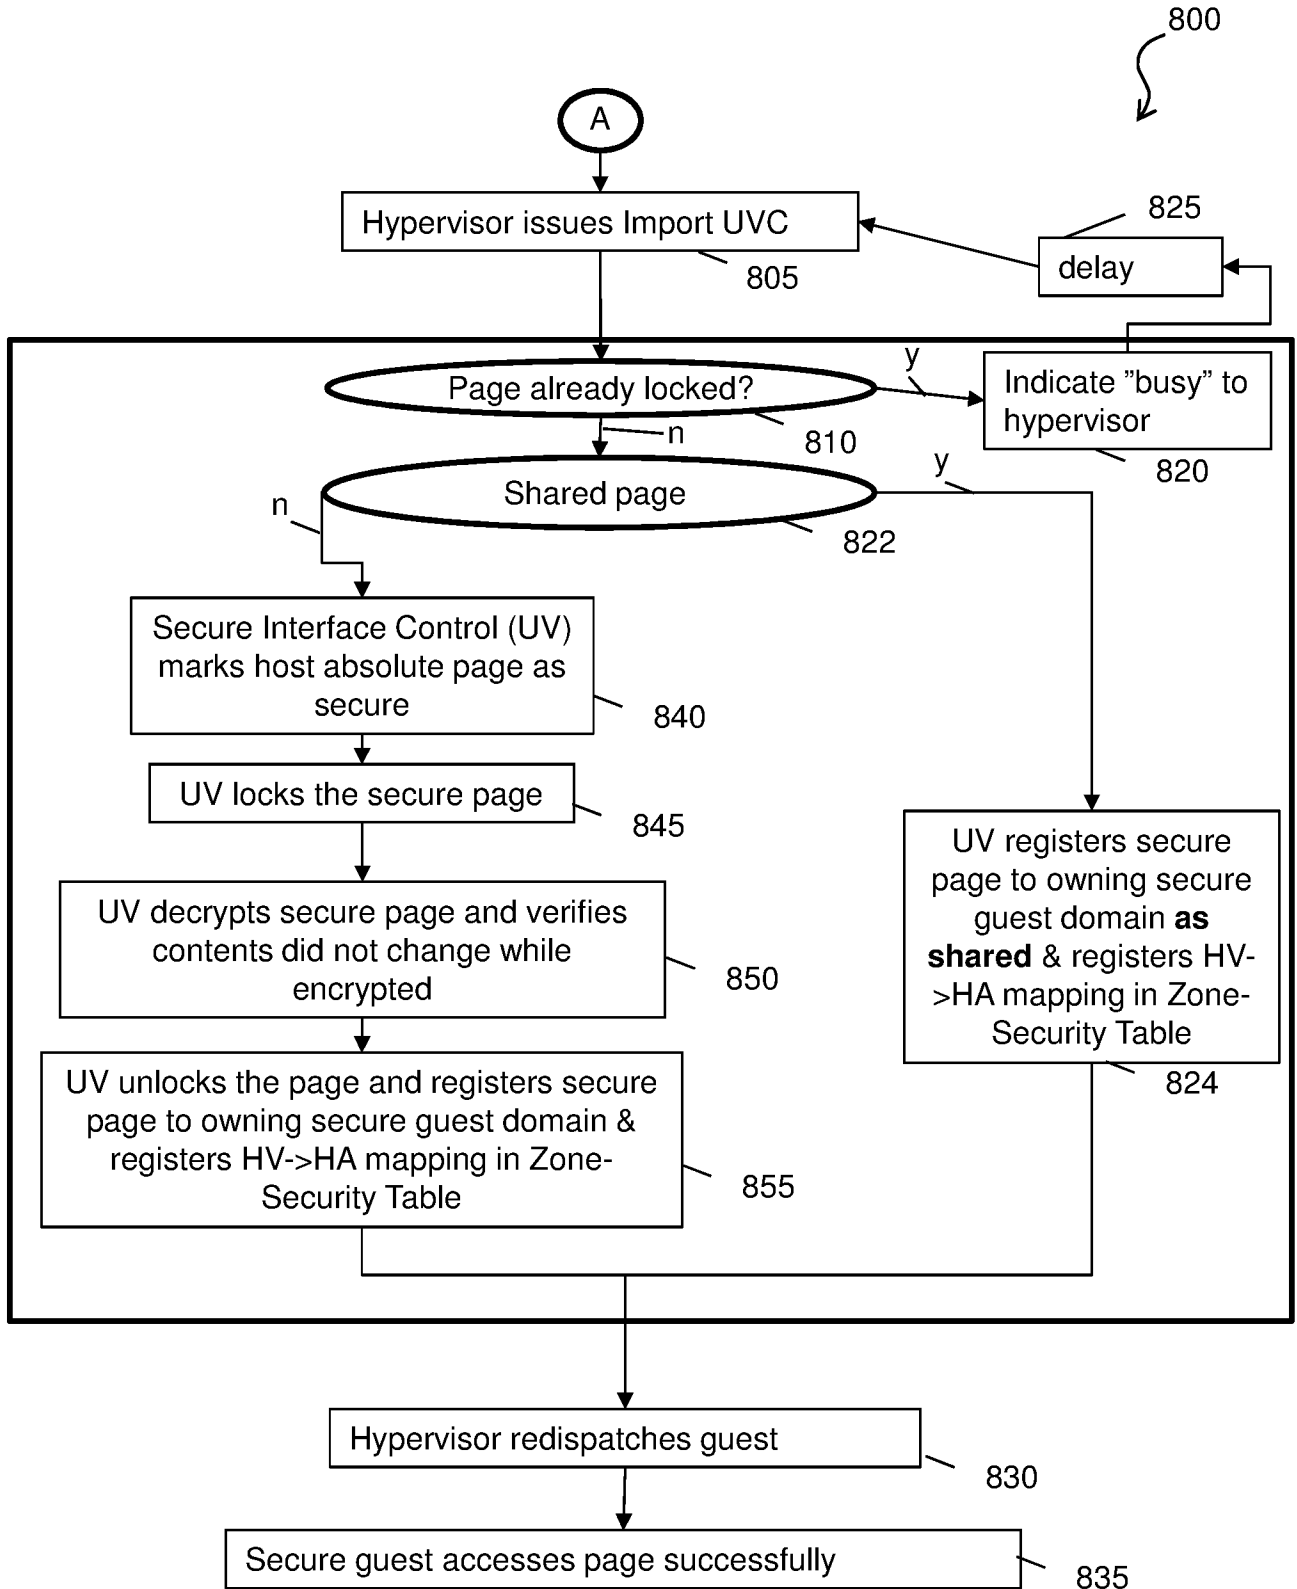 800
A
Hypervisor issues Import UVC
805
825
delay
Page already locked?
810
y
Indicate ”busy” to
hypervisor
820
n
Shared page
822
y
n
Secure Interface Control (UV)
marks host absolute page as
secure
840
UV locks the secure page
845
UV decrypts secure page and verifies
contents did not change while
encrypted
850
UV registers secure
page to owning secure
guest domain as
shared & registers HV-
>HA mapping in Zone-
Security Table
824
UV unlocks the page and registers secure
page to owning secure guest domain &
registers HV->HA mapping in Zone-
Security Table
855
Hypervisor redispatches guest
830
Secure guest accesses page successfully
835